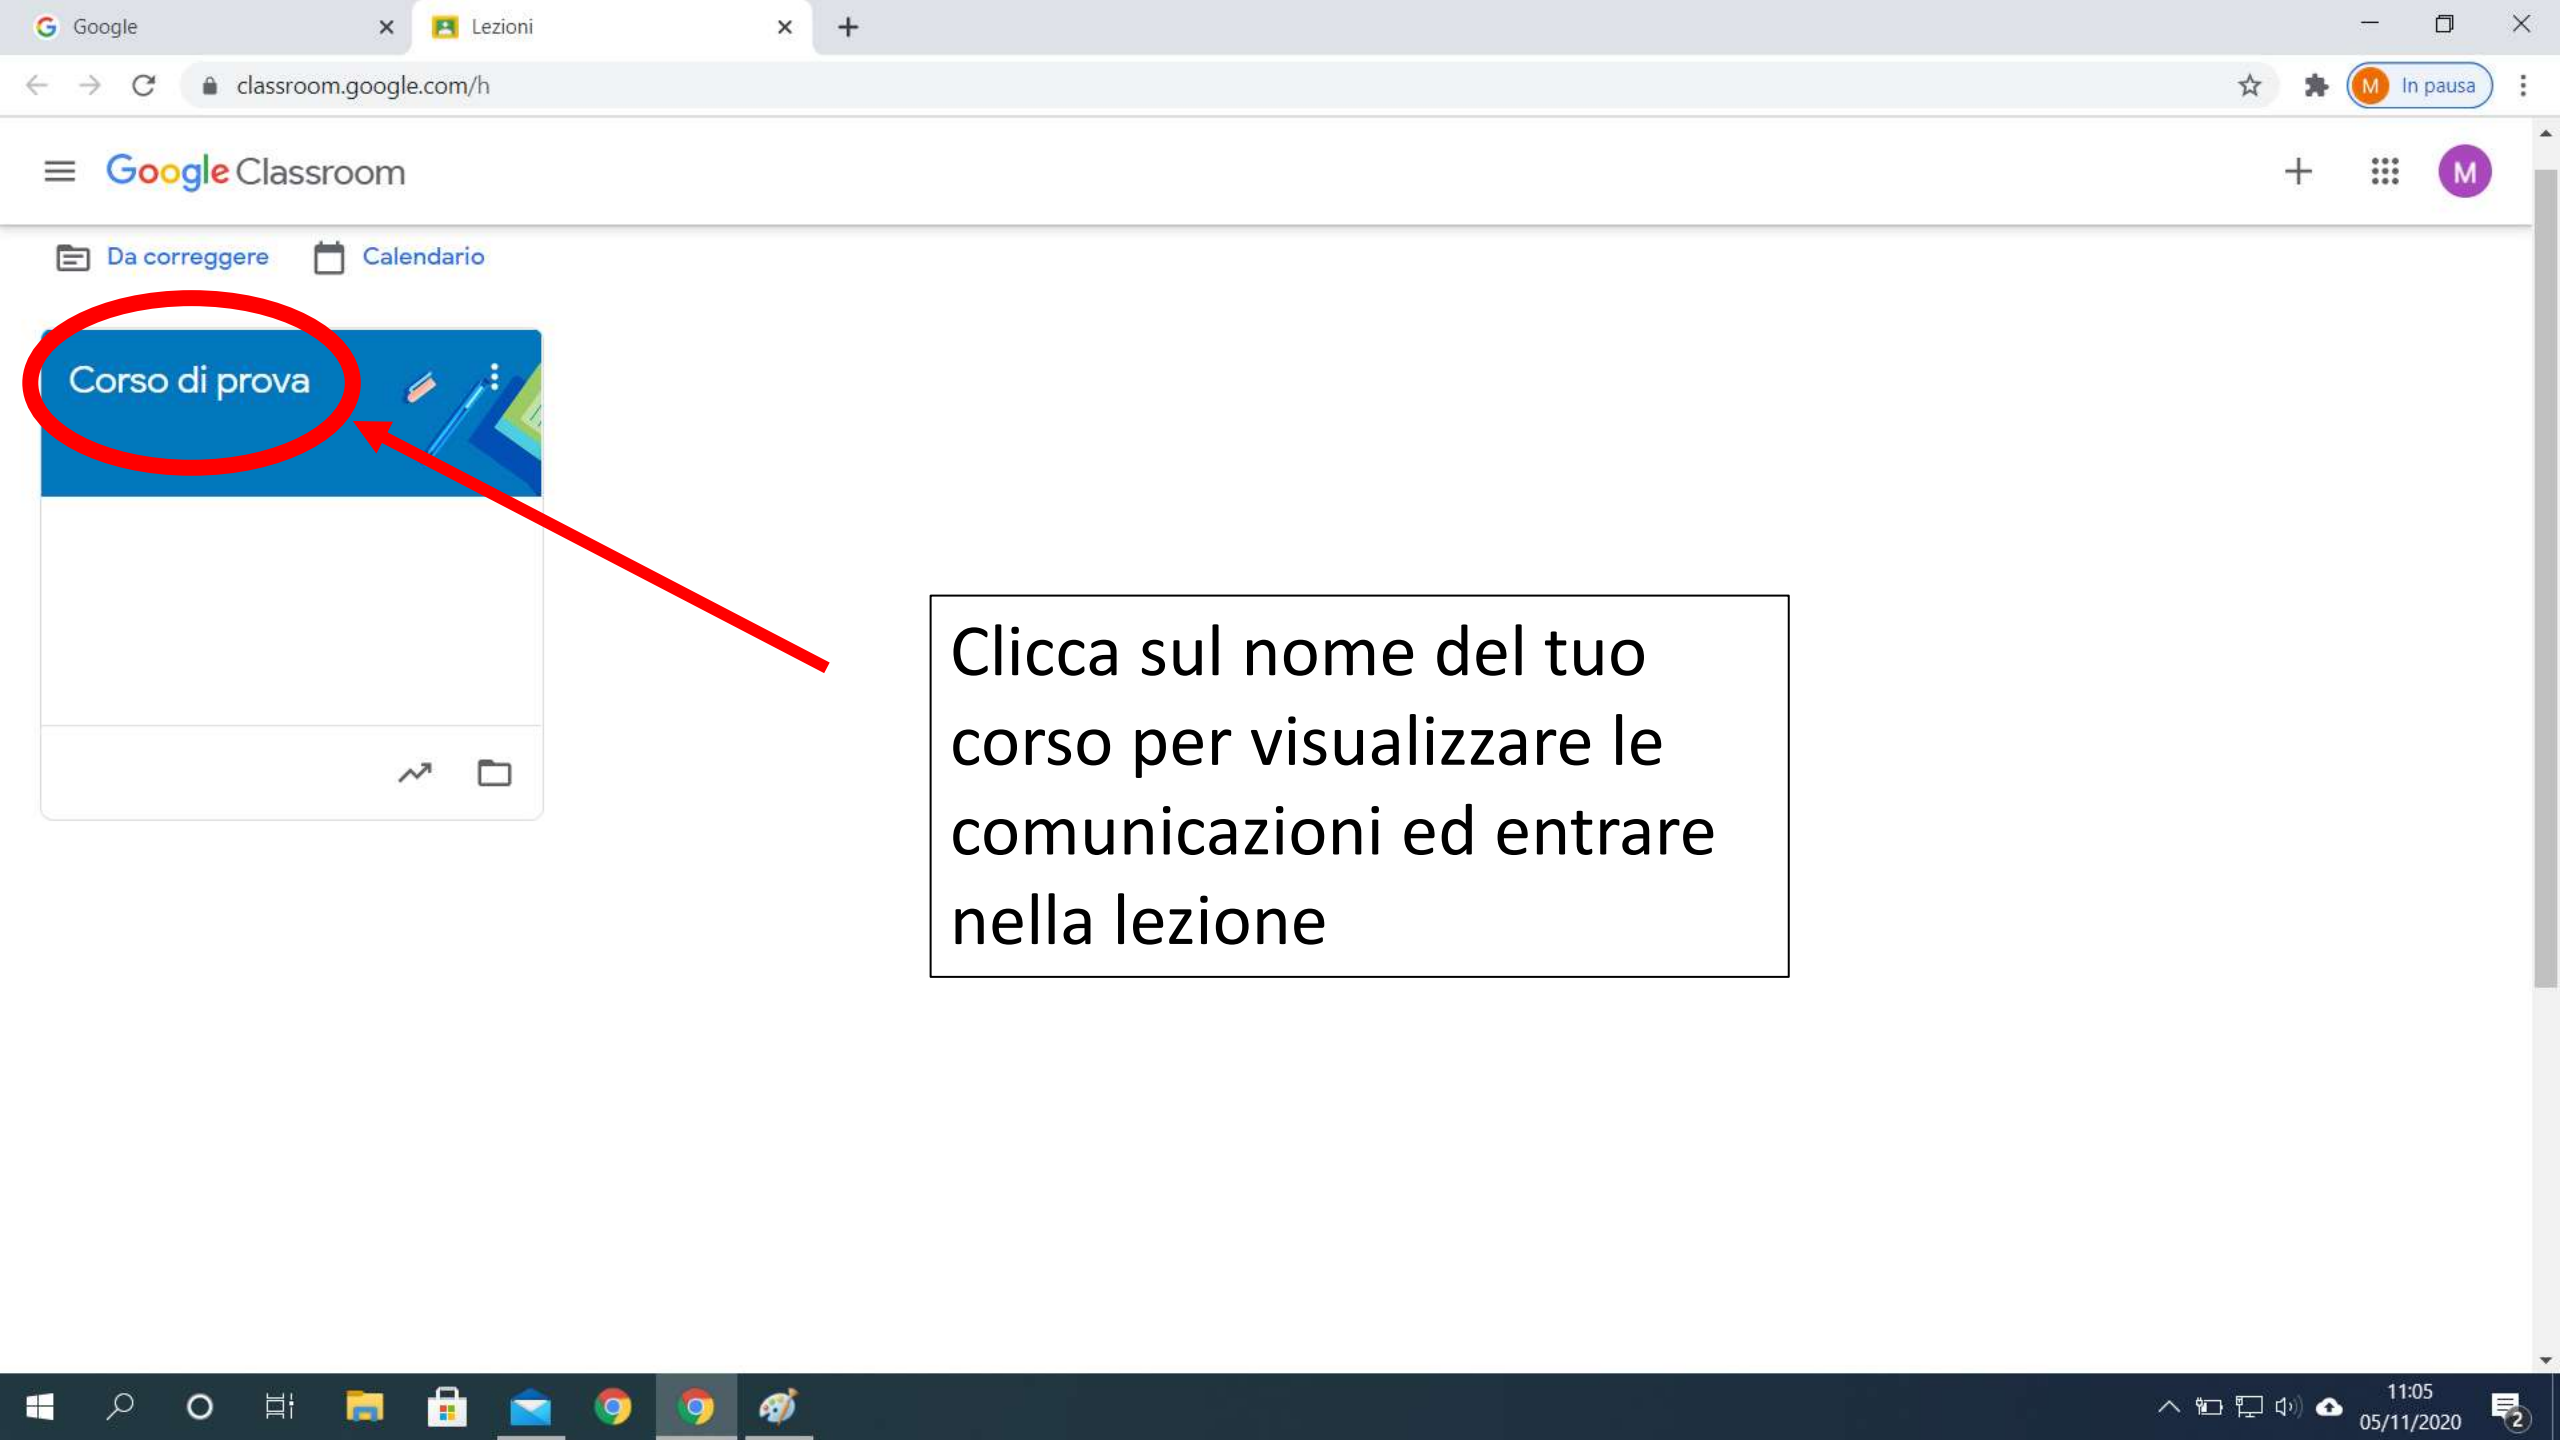 Google
Lezioni
classroom.google.com/h
M In pausa
Google Classroom
M
Da correggere Calendario
Corso di prova
Clicca sul nome del tuo
corso per visualizzare le
comunicazioni ed entrare
nella lezione
11:05
05/11/2020
2